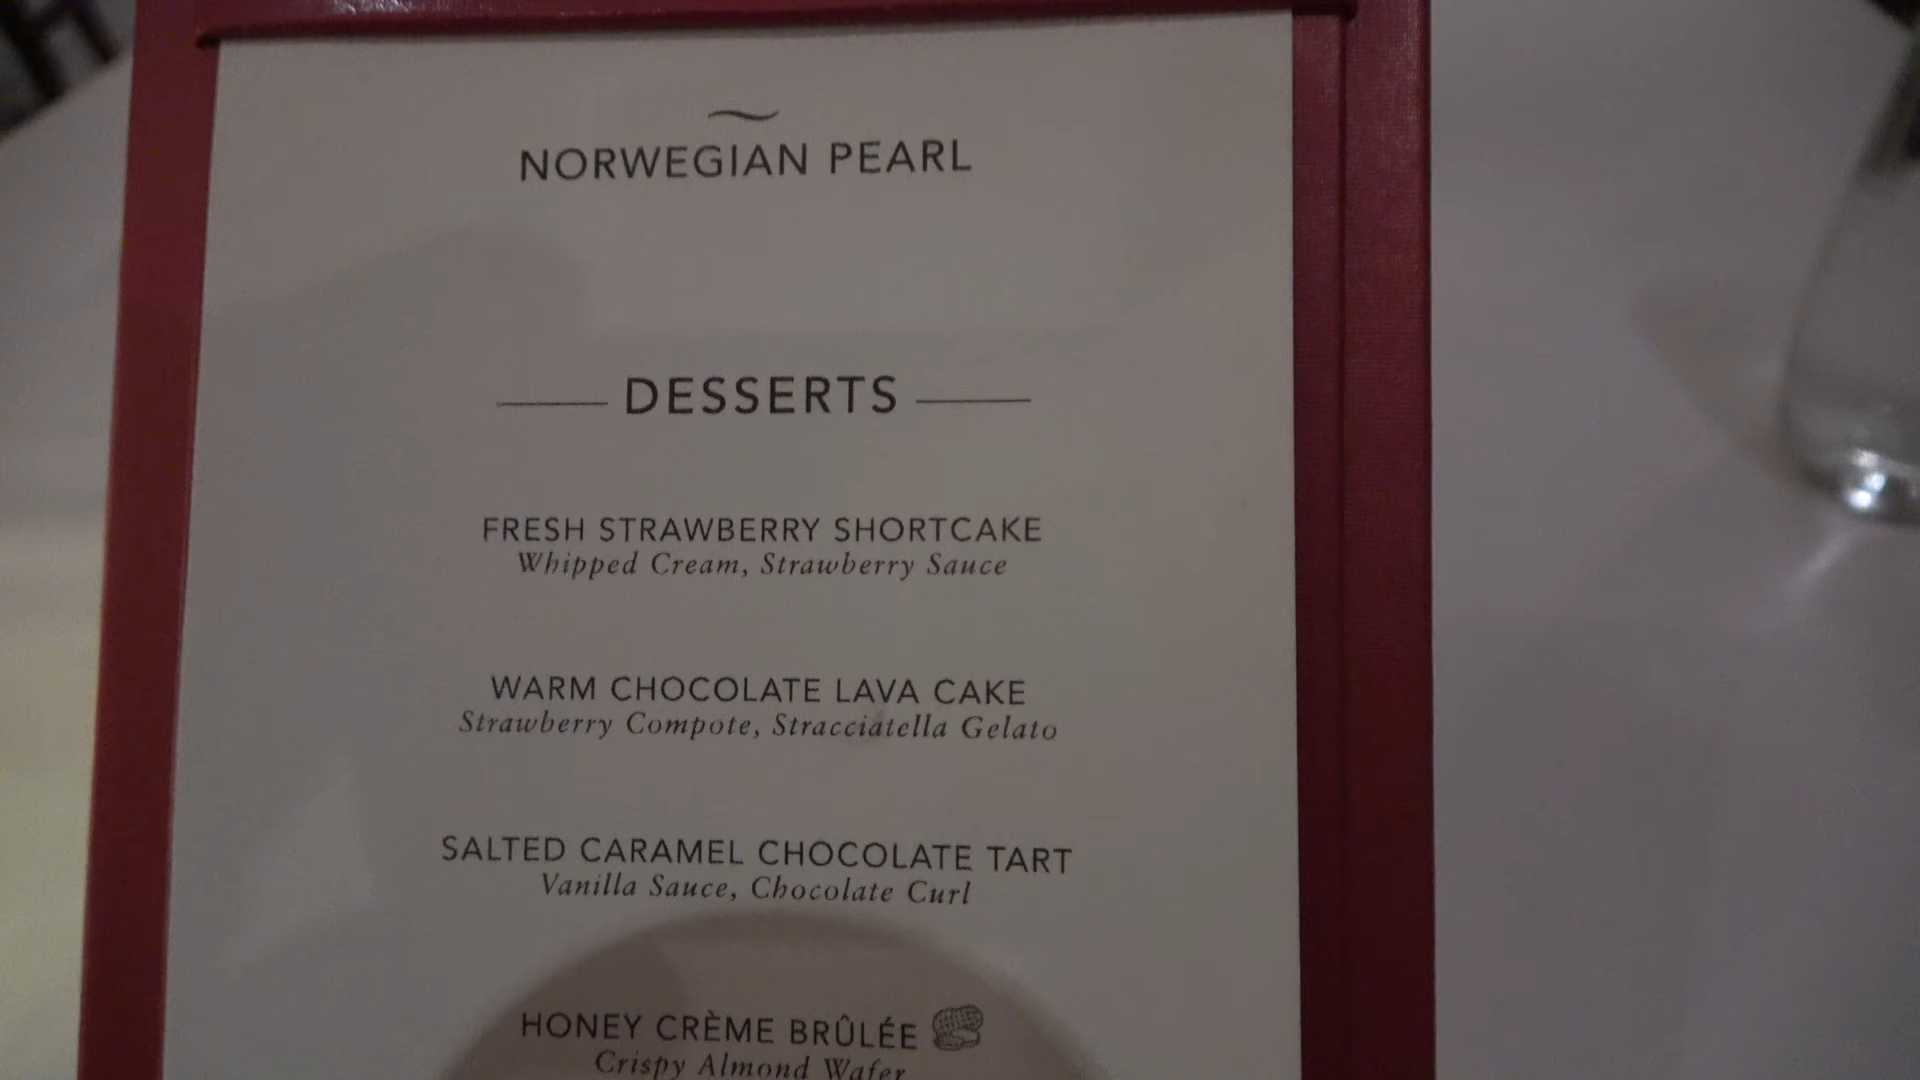 NORWEGIAN PEARL
DESSERTS
FRESH STRAWBERRY SHORTCAKE
Whipped Cream, Strawberry Sauce
WARM CHOCOLATE LAVA CAKE
Strawberry Compote, Stracciatella Gelato
SALTED CARAMEL CHOCOLATE TART
Vanilla Sauce, Chocolate Curl
HONEY CRÈME BRÛLÉE
Crispy Almond Wafer